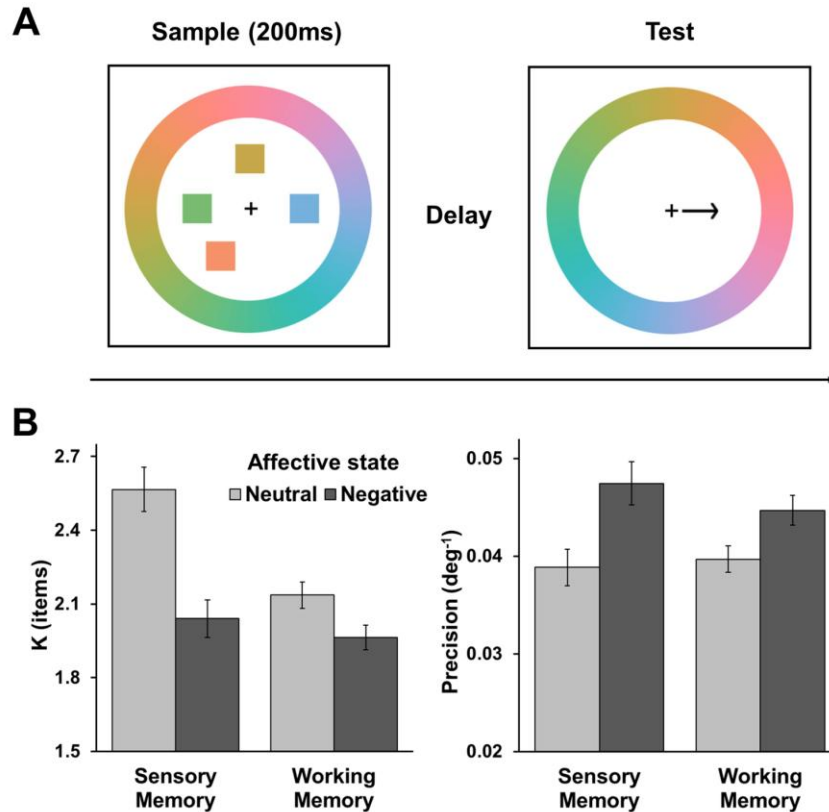 A
Sample (200ms)
Test
+
Delay
+
B
K (items)
2.7
2.4
2.1
1.8
1.5
Affective state
Neutral
Negative
Sensory
Memory
Working
Memory
Precision (deg⁻¹)
0.05
0.04
0.03
0.02
Sensory
Memory
Working
Memory